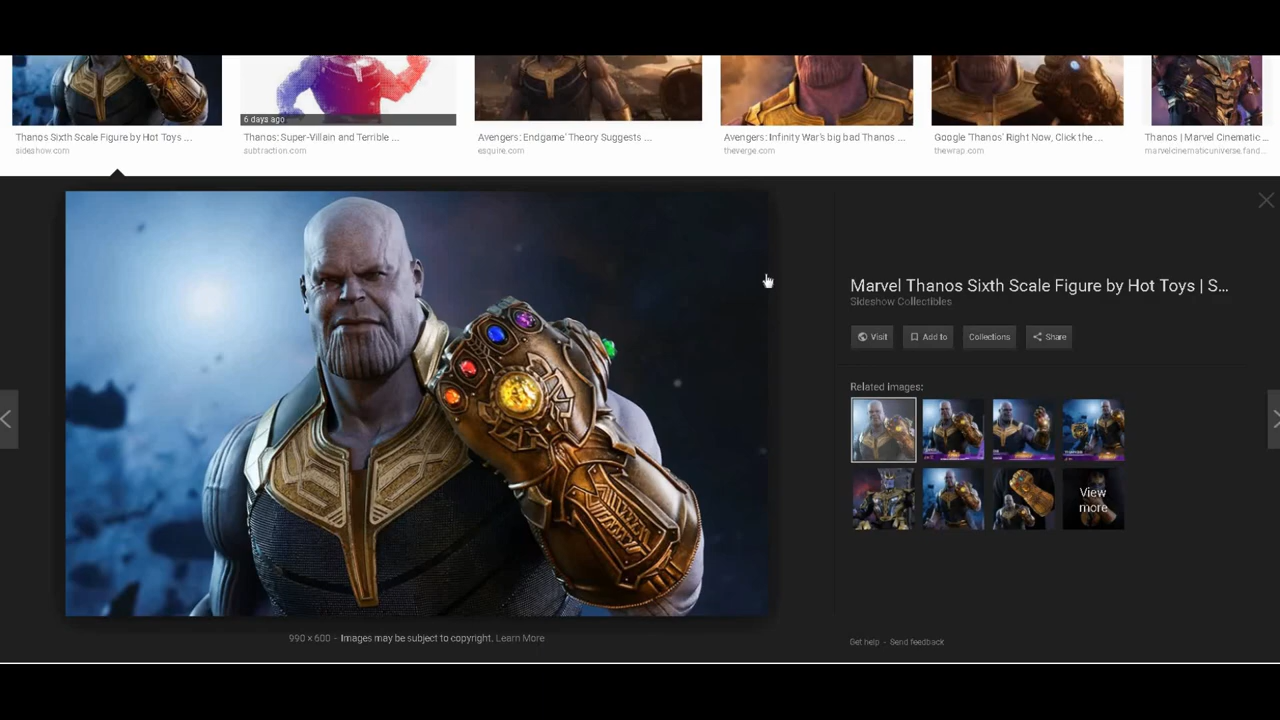 6 days ago
Thanos Sixth Scale Figure by Hot Toys ...
sideshow.com
Thanos: Super-Villain and Terrible ...
subtraction.com
Avengers: Endgame' Theory Suggests ...
esquire.com
Avengers: Infinity War's big bad Thanos ...
theverge.com
Google 'Thanos' Right Now, Click the ...
thewrap.com
Thanos | Marvel Cinematic ...
marvelcinematicuniverse.fand...
Marvel Thanos Sixth Scale Figure by Hot Toys | S...
Sideshow Collectibles
Visit
Add to
Collections
Share
Related images:
View
more
990 × 600 - Images may be subject to copyright. Learn More
Get help - Send feedback